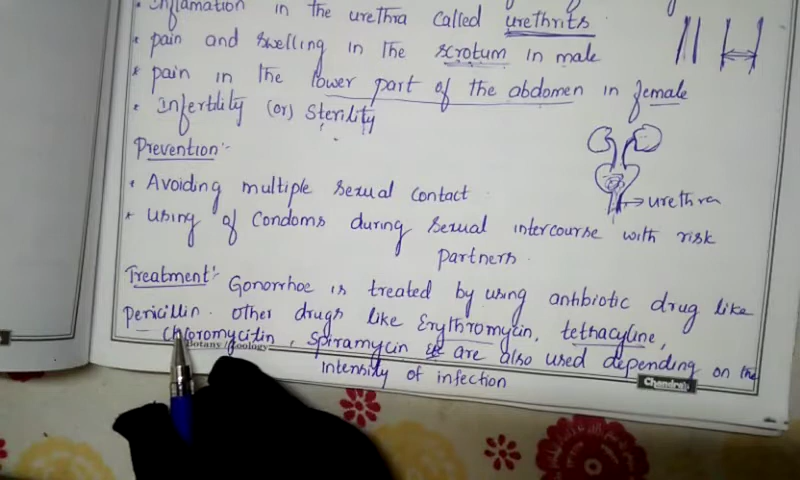 * Inflamation in the urethra called urethrits.
* pain and swelling in the scrotum in male
* pain in the lower part of the abdomen in female
* Infertility (or) Sterility
Prevention:-
* Avoiding multiple sexual contact
* using of condoms during sexual intercourse with risk
partners.
→ urethra
Treatment:- Gonorrhoe is treated by using antibiotic drug like
penicillin. other drugs like Erythromycin, tetracyline,
chloromycitin, Spiramycin are also used depending on the
intensity of infection
Botany / Zoology
Chandra's